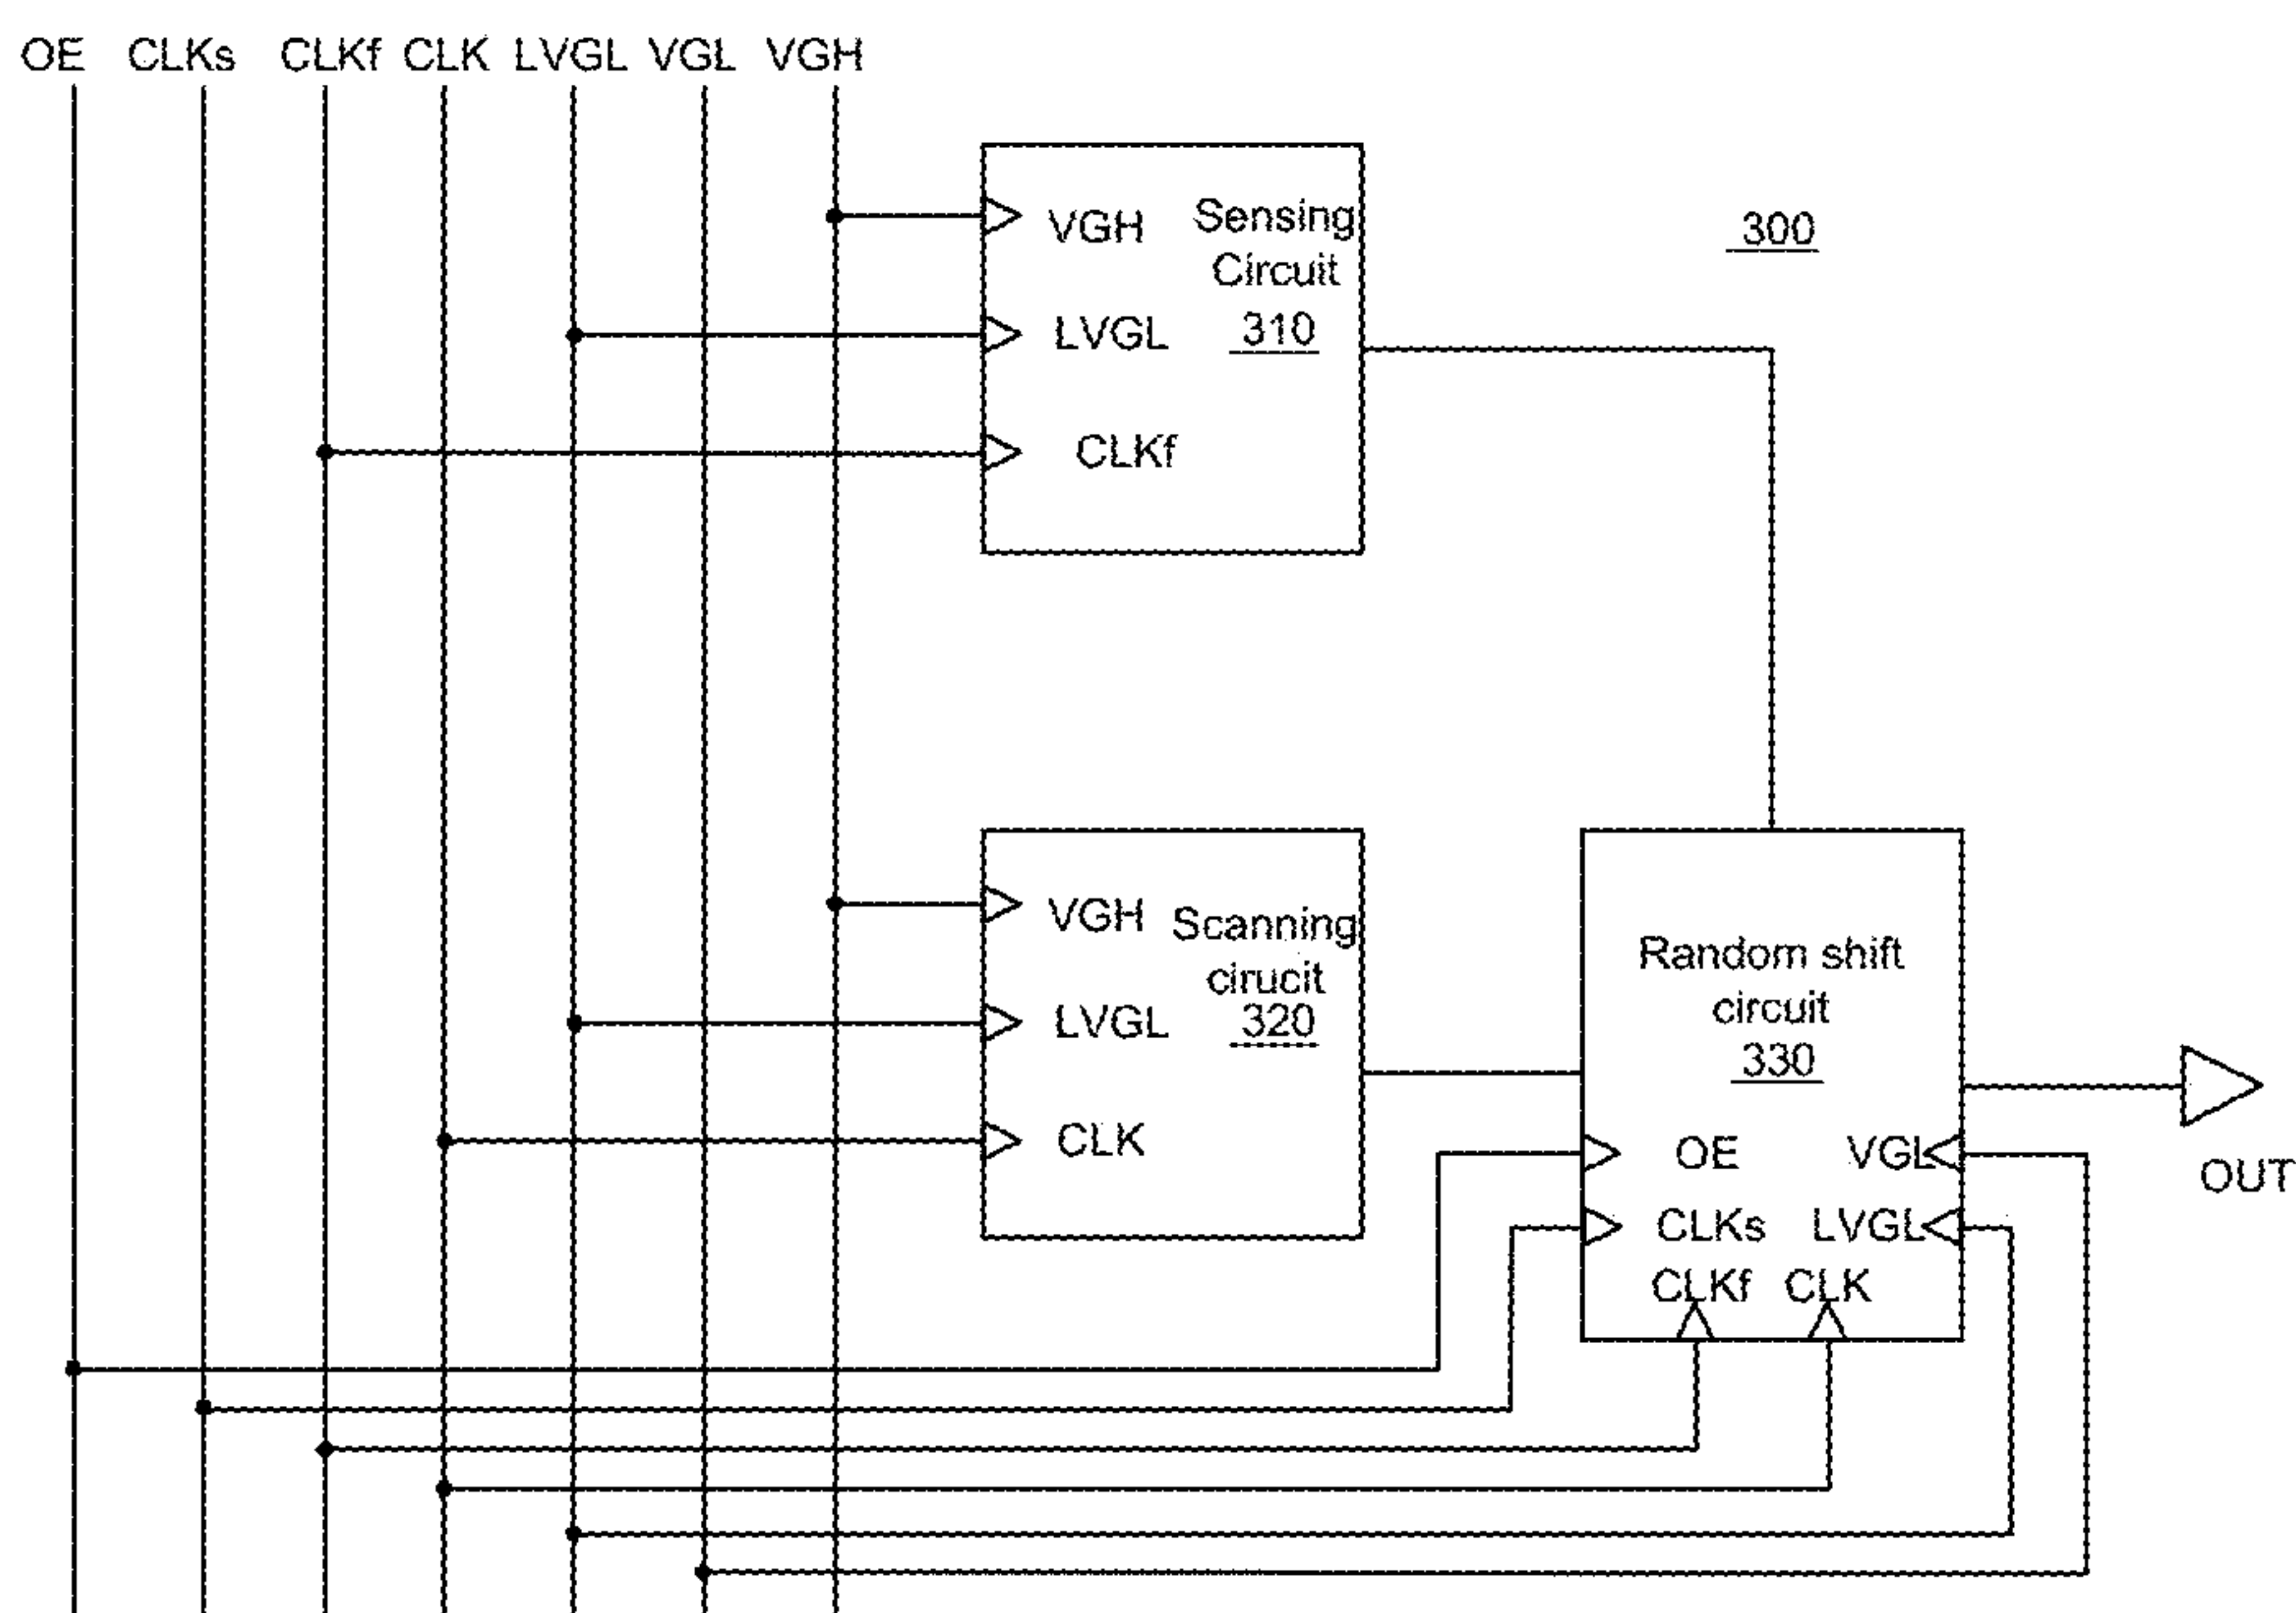 OE CLKs CLKf CLK LVGL VGL VGH
VGH
Sensing
Circuit
310
LVGL
CLKf
300
VGH
Scanning
cirucit
320
LVGL
CLK
Random shift
circuit
330
OE VGL
CLKs LVGL
CLKf CLK
OUT